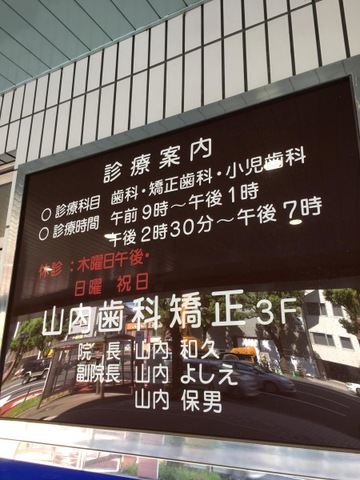 診療案内
○ 診療科目 歯科・矯正歯科・小児歯科
○ 診療時間 午前9時~午後1時
午後2時30分~午後7時
休診:木曜日午後・
日曜 祝日
山内歯科矯正3F
院長 山内 和久
副院長 山内 よしえ
山内 保男